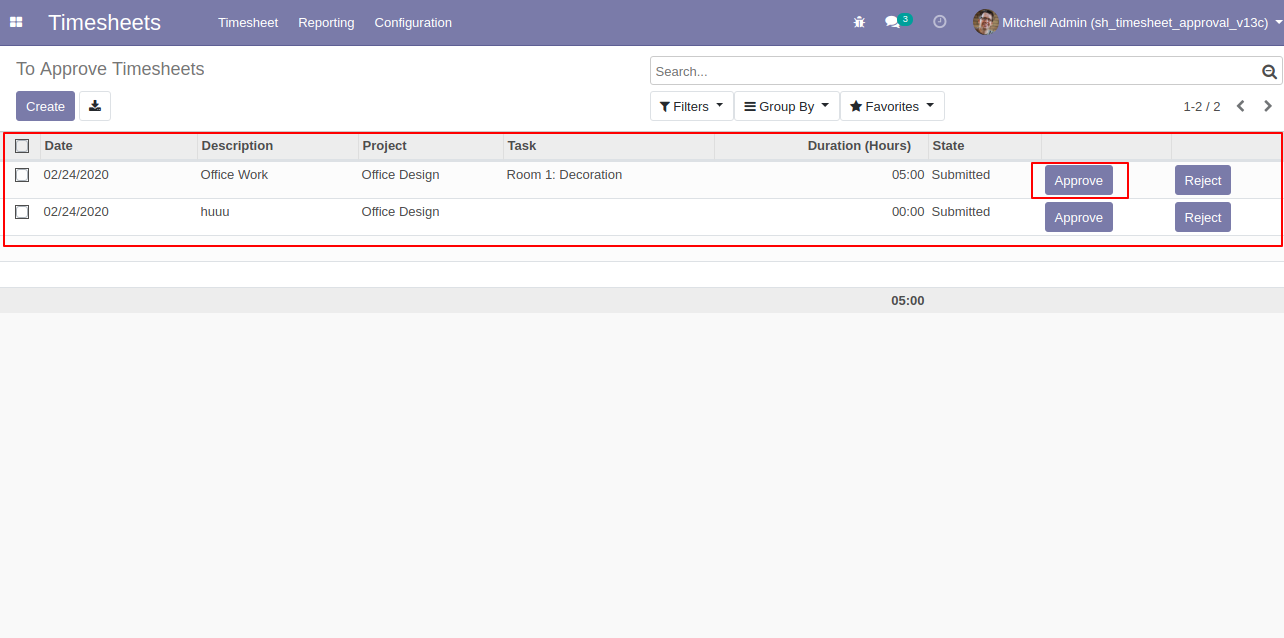 Timesheets Timesheet Reporting Configuration 3 Mitchell Admin (sh_timesheet_approval_v13c)
To Approve Timesheets Search...
Create Filters Group By Favorites 1-2 / 2
Date Description Project Task Duration (Hours) State
02/24/2020 Office Work Office Design Room 1: Decoration 05:00 Submitted Approve Reject
02/24/2020 huuu Office Design 00:00 Submitted Approve Reject
05:00